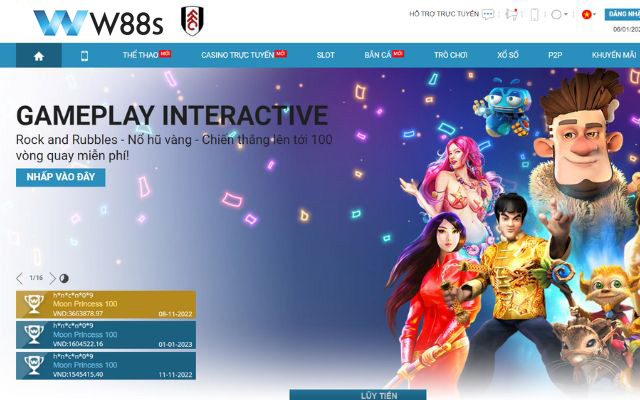 W88s
HỖ TRỢ TRỰC TUYẾN
ĐĂNG NHẬ
06/01/202
THỂ THAO MỚI
CASINO TRỰC TUYẾN MỚI
SLOT
BẮN CÁ MỚI
TRÒ CHƠI
XỔ SỐ
P2P
KHUYẾN MÃI
GAMEPLAY INTERACTIVE
Rock and Rubbles - Nổ hũ vàng - Chiến thắng lên tới 100
vòng quay miễn phí!
NHẤP VÀO ĐÂY
1/16
h*n*c*n*0*9
Moon Princess 100
VND:3663878.97 08-11-2022
h*n*c*n*0*9
Moon Princess 100
VND:1604522.16 01-01-2023
h*n*c*n*0*9
Moon Princess 100
VND:1545415.40 11-11-2022
LŨY TIẾN